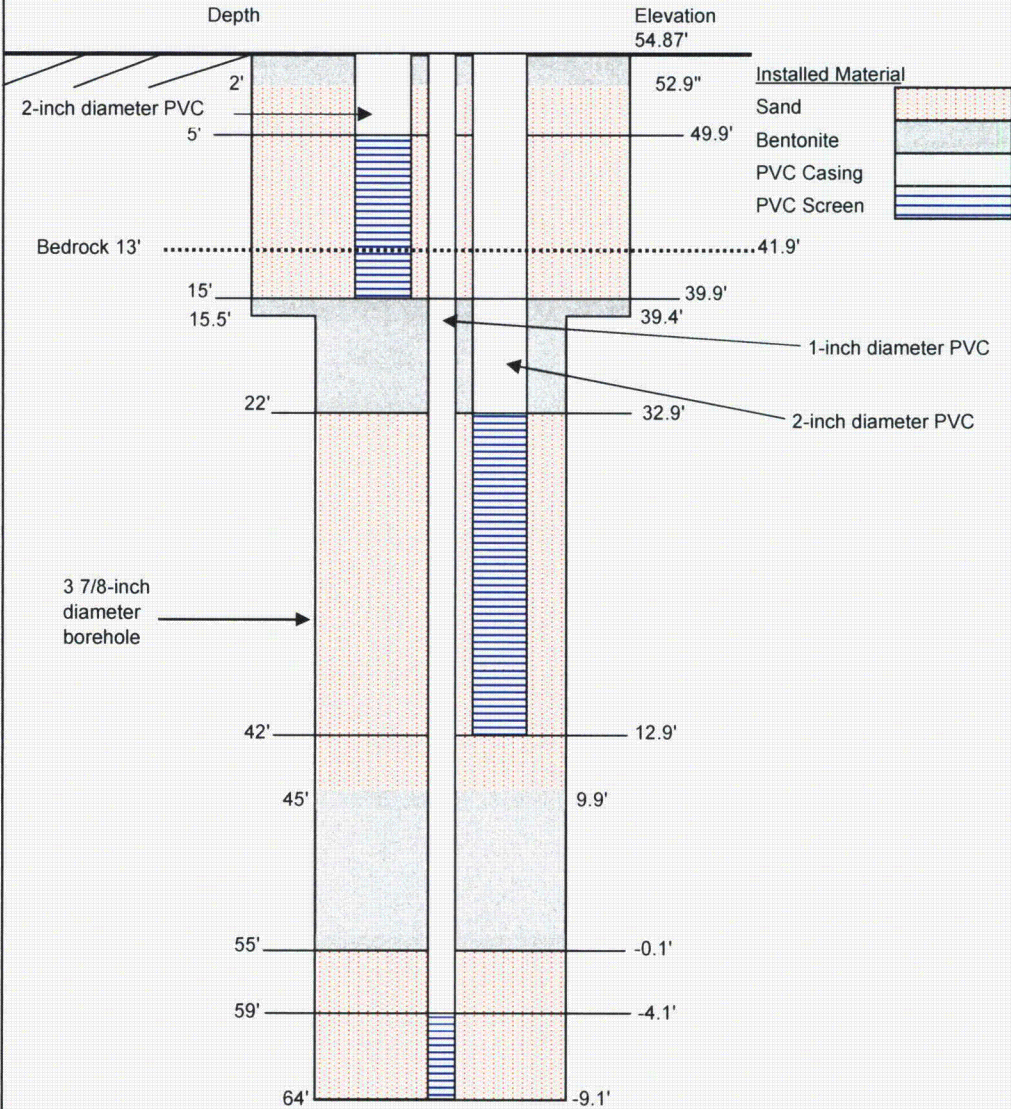 Depth
Elevation
54.87'
2'
52.9"
Installed Material
Sand
2-inch diameter PVC
5'
49.9'
Bentonite
PVC Casing
PVC Screen
Bedrock 13'
41.9'
15'
39.9'
15.5'
39.4'
1-inch diameter PVC
22'
32.9'
2-inch diameter PVC
3 7/8-inch
diameter
borehole
42'
12.9'
45'
9.9'
55'
-0.1'
59'
-4.1'
64'
-9.1'